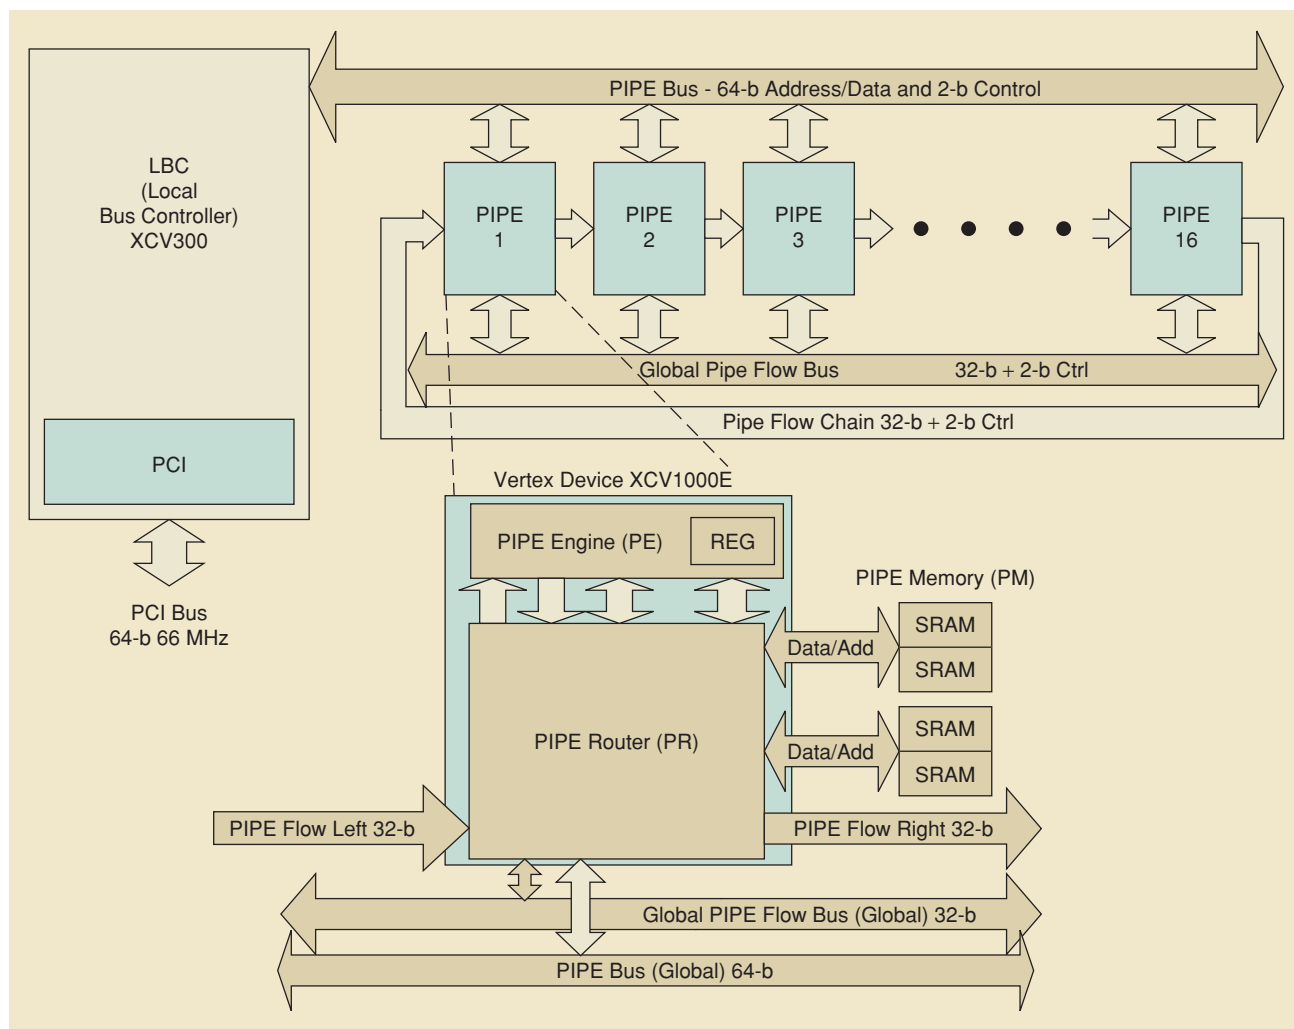 PIPE Bus - 64-b Address/Data and 2-b Control
LBC
(Local
Bus Controller)
XCV300
PIPE
1
PIPE
2
PIPE
3
PIPE
16
Global Pipe Flow Bus 32-b + 2-b Ctrl
Pipe Flow Chain 32-b + 2-b Ctrl
PCI
PCI Bus
64-b 66 MHz
Vertex Device XCV1000E
PIPE Engine (PE)
REG
PIPE Memory (PM)
SRAM
Data/Add
SRAM
PIPE Router (PR)
SRAM
Data/Add
SRAM
PIPE Flow Left 32-b
PIPE Flow Right 32-b
Global PIPE Flow Bus (Global) 32-b
PIPE Bus (Global) 64-b